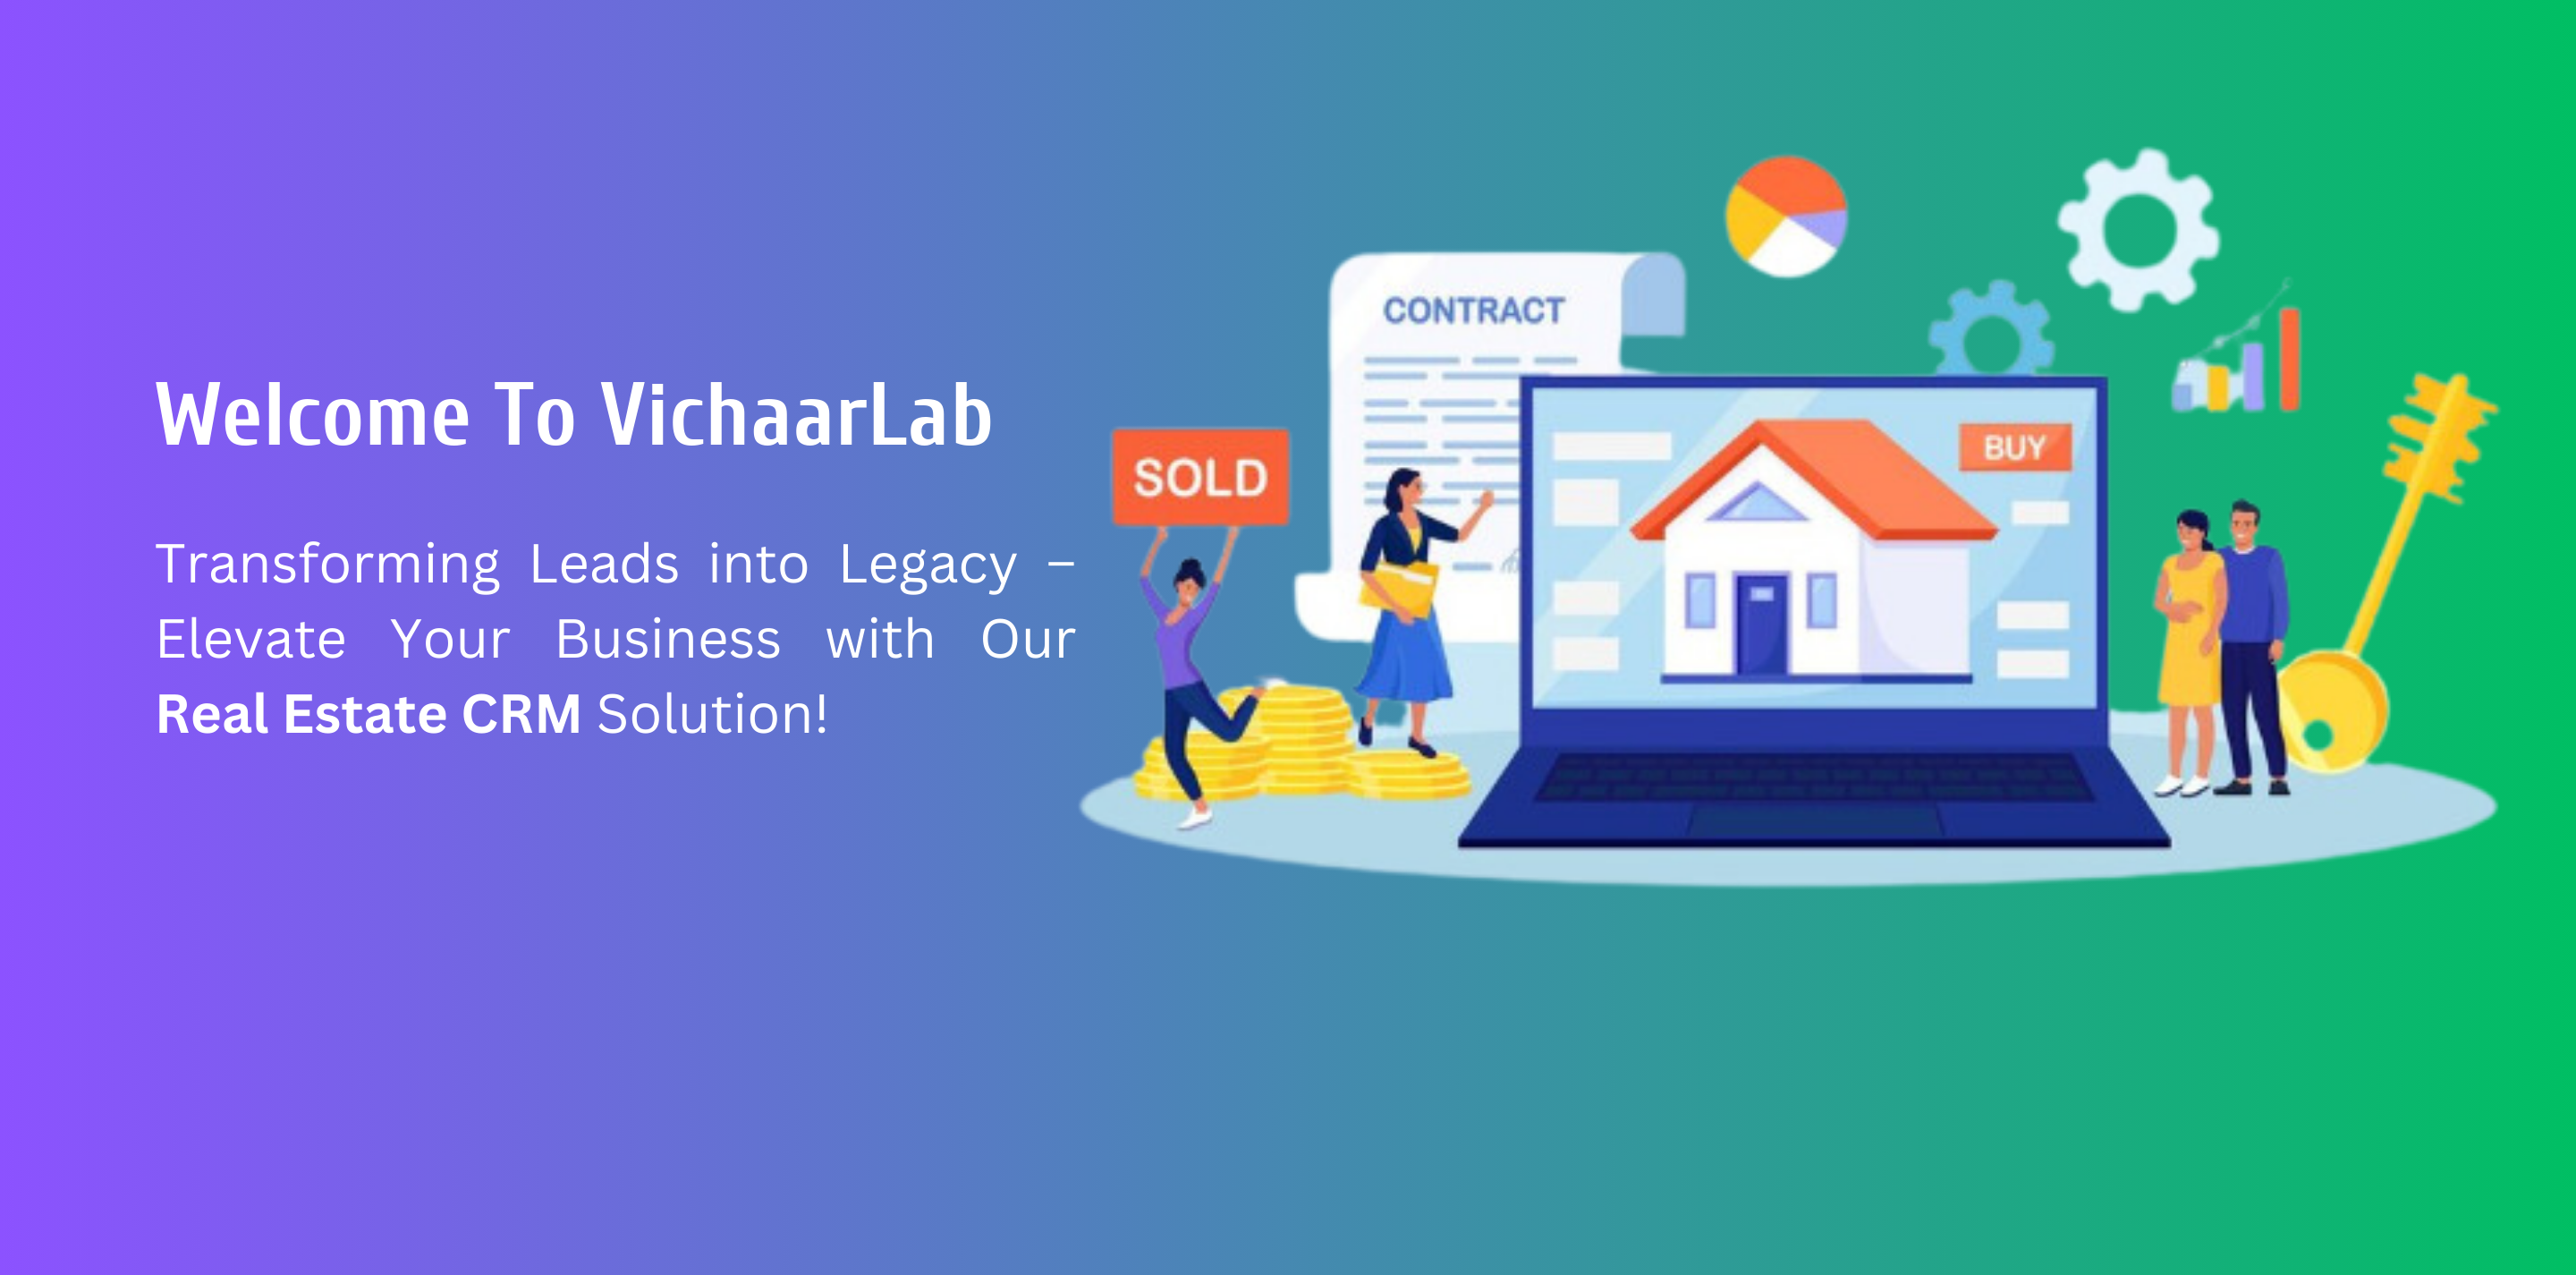 Welcome To VichaarLab
Transforming Leads into Legacy –
Elevate Your Business with Our
Real Estate CRM Solution!
CONTRACT
SOLD
BUY